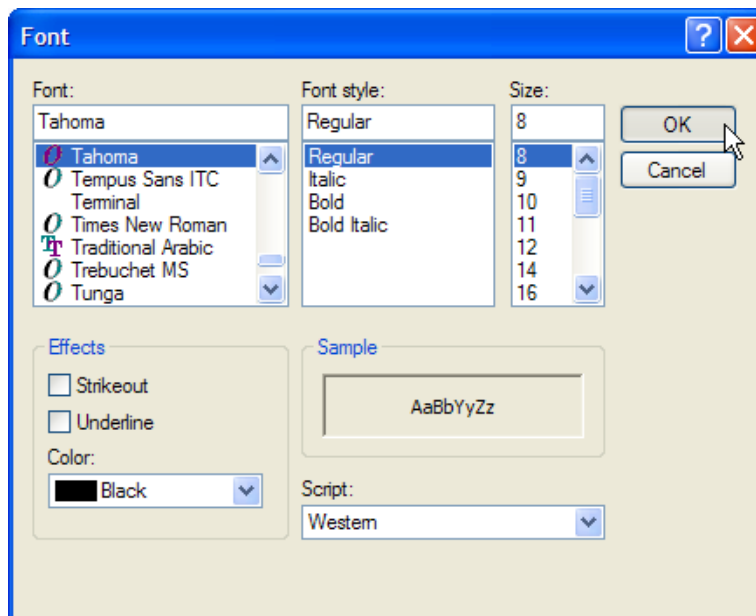 Font
Font:
Tahoma
Tahoma
Tempus Sans ITC
Terminal
Times New Roman
Traditional Arabic
Trebuchet MS
Tunga
Font style:
Regular
Regular
Italic
Bold
Bold Italic
Size:
8
8
9
10
11
12
14
16
OK
Cancel
Effects
Strikeout
Underline
Color:
Black
Sample
AaBbYyZz
Script:
Western